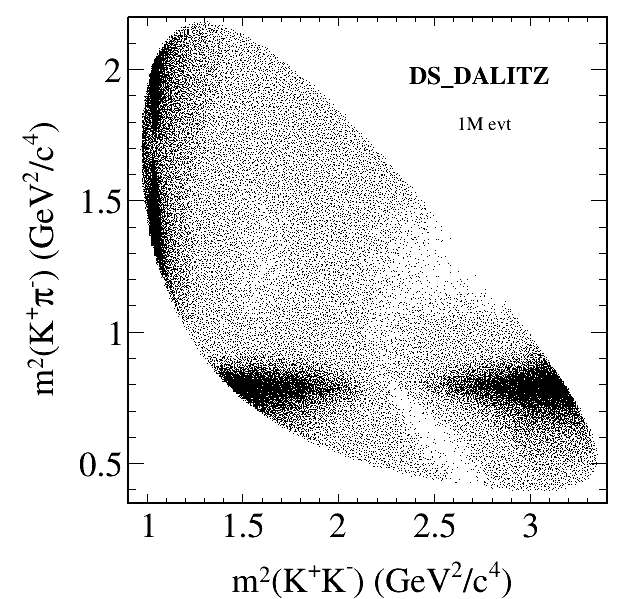 DS_DALITZ
1M evt
2
1.5
1
0.5
m²(K⁺π⁻) (GeV²/c⁴)
1 1.5 2 2.5 3
m²(K⁺K⁻) (GeV²/c⁴)